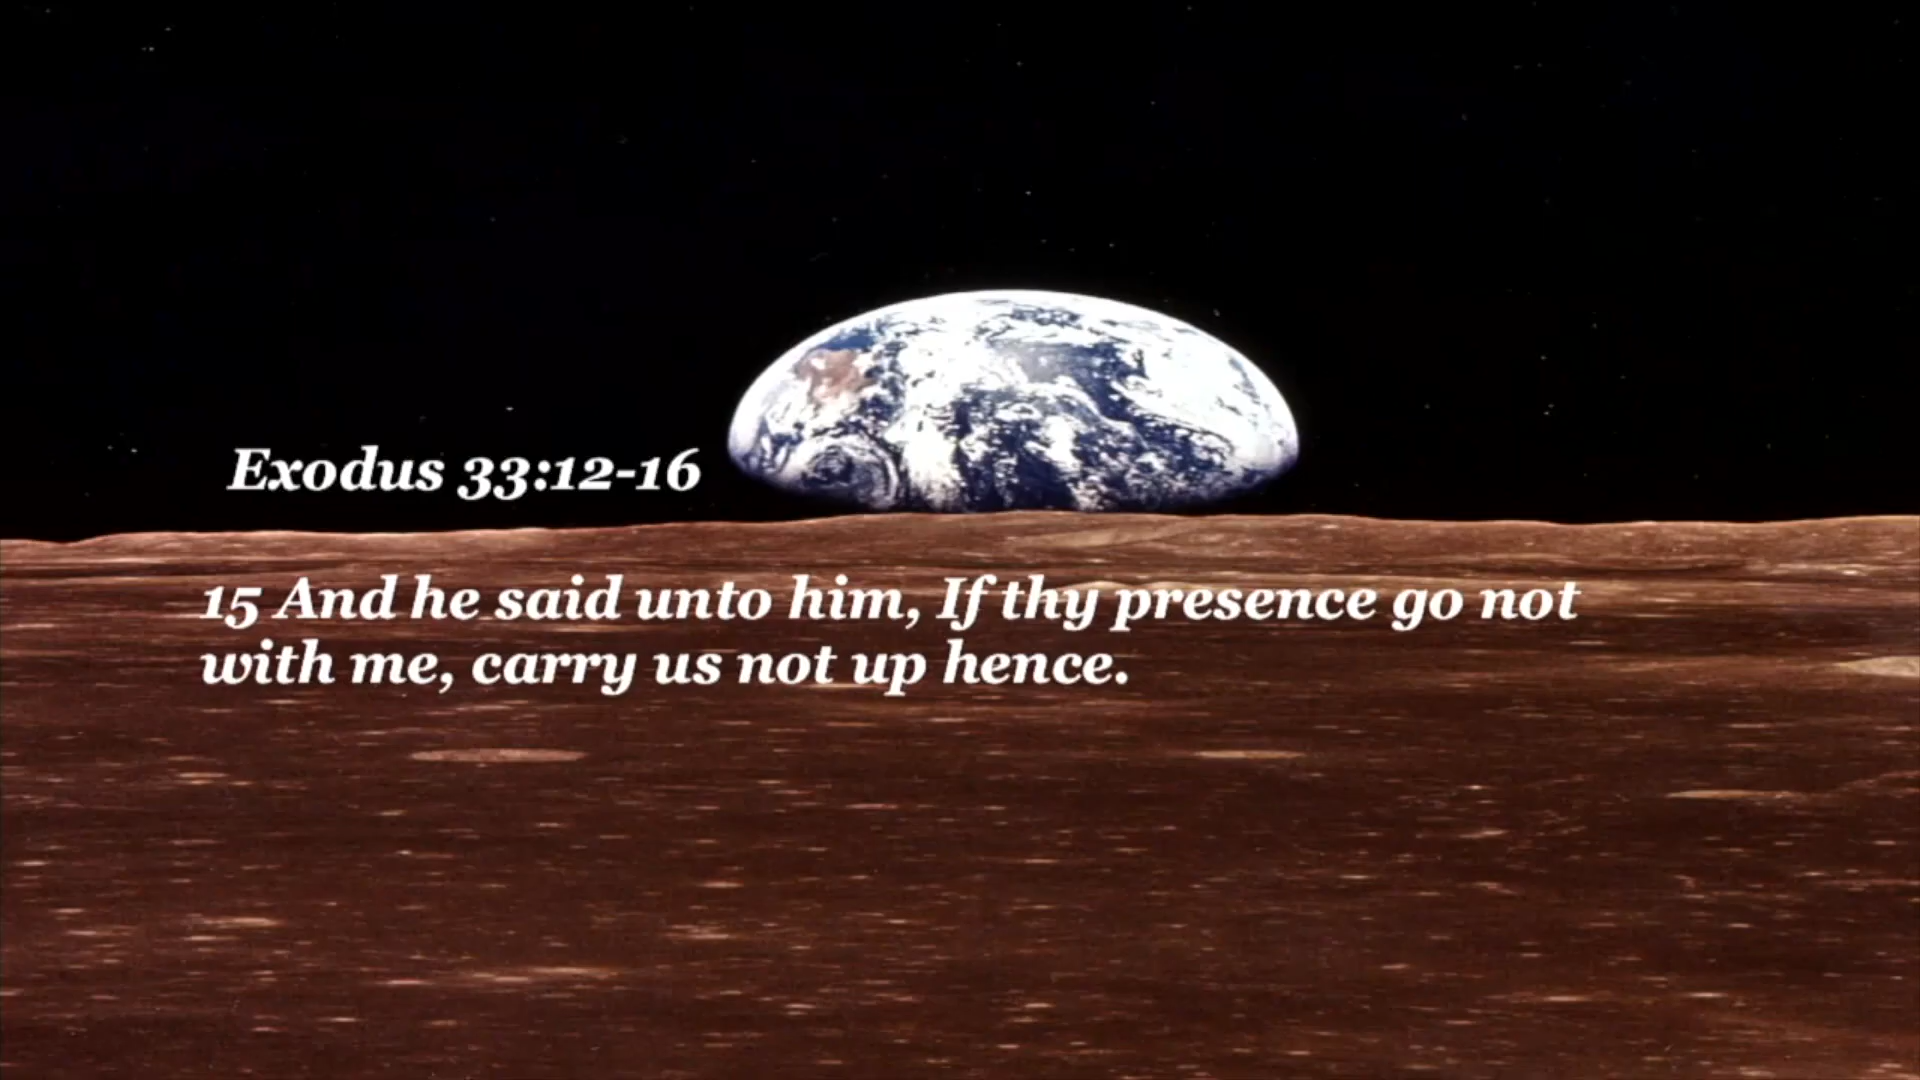 Exodus 33:12-16
15 And he said unto him, If thy presence go not
with me, carry us not up hence.